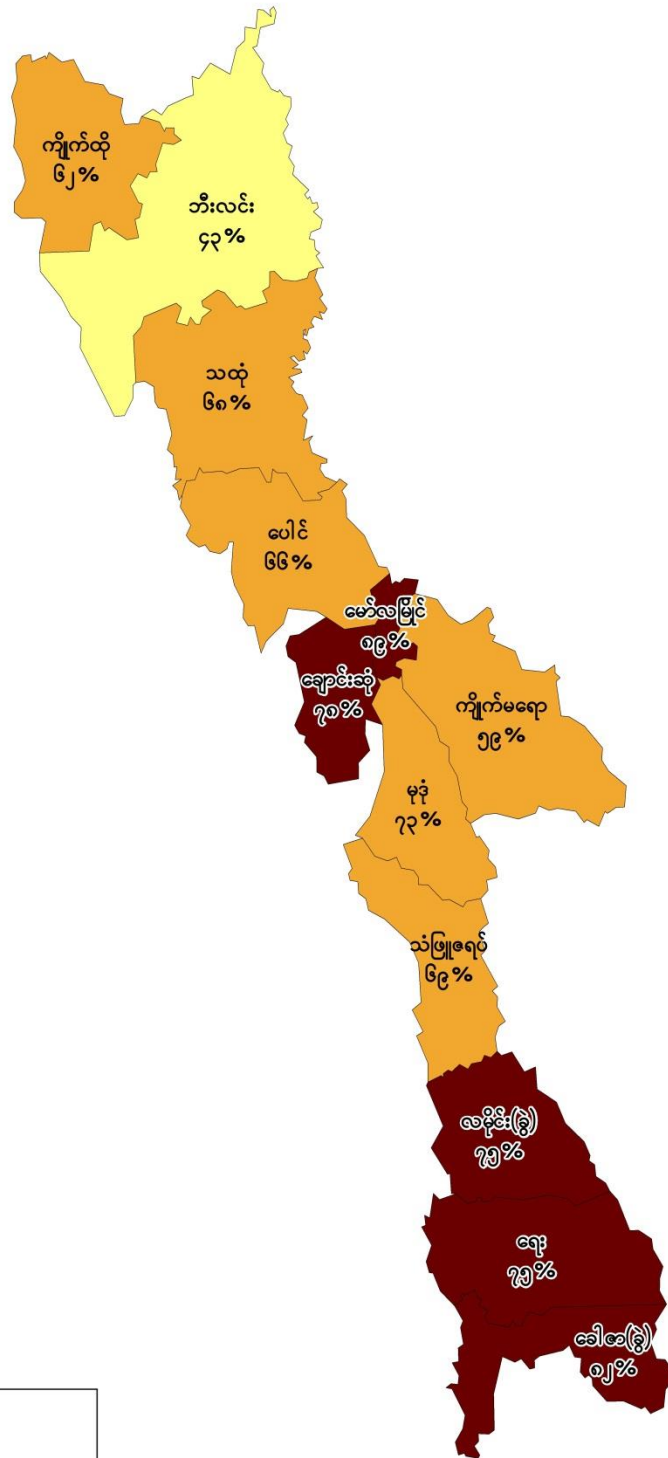 ကျိုက်ထို
၆၂%
ဘီးလင်း
၄၃%
သထုံ
၆၈%
ပေါင်
၆၆%
မော်လမြိုင်
၈၉%
ချောင်းဆုံ
၇၈%
ကျိုက်မရော
၅၉%
မုဒုံ
၇၃%
သံဖြူဇရပ်
၆၉%
လမိုင်း(ခွဲ)
၇၅%
ရေး
၇၅%
ခေါဇာ(ခွဲ)
၈၂%